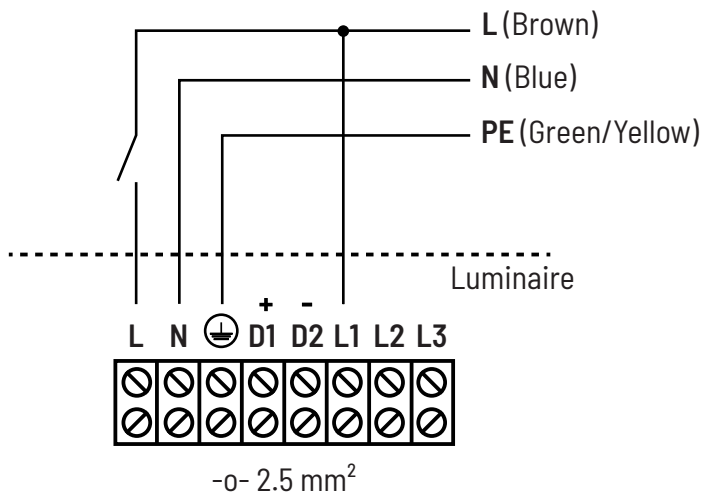 L (Brown)
N (Blue)
PE (Green/Yellow)
Luminaire
+ -
L N D1 D2 L1 L2 L3
-o- 2.5 mm²